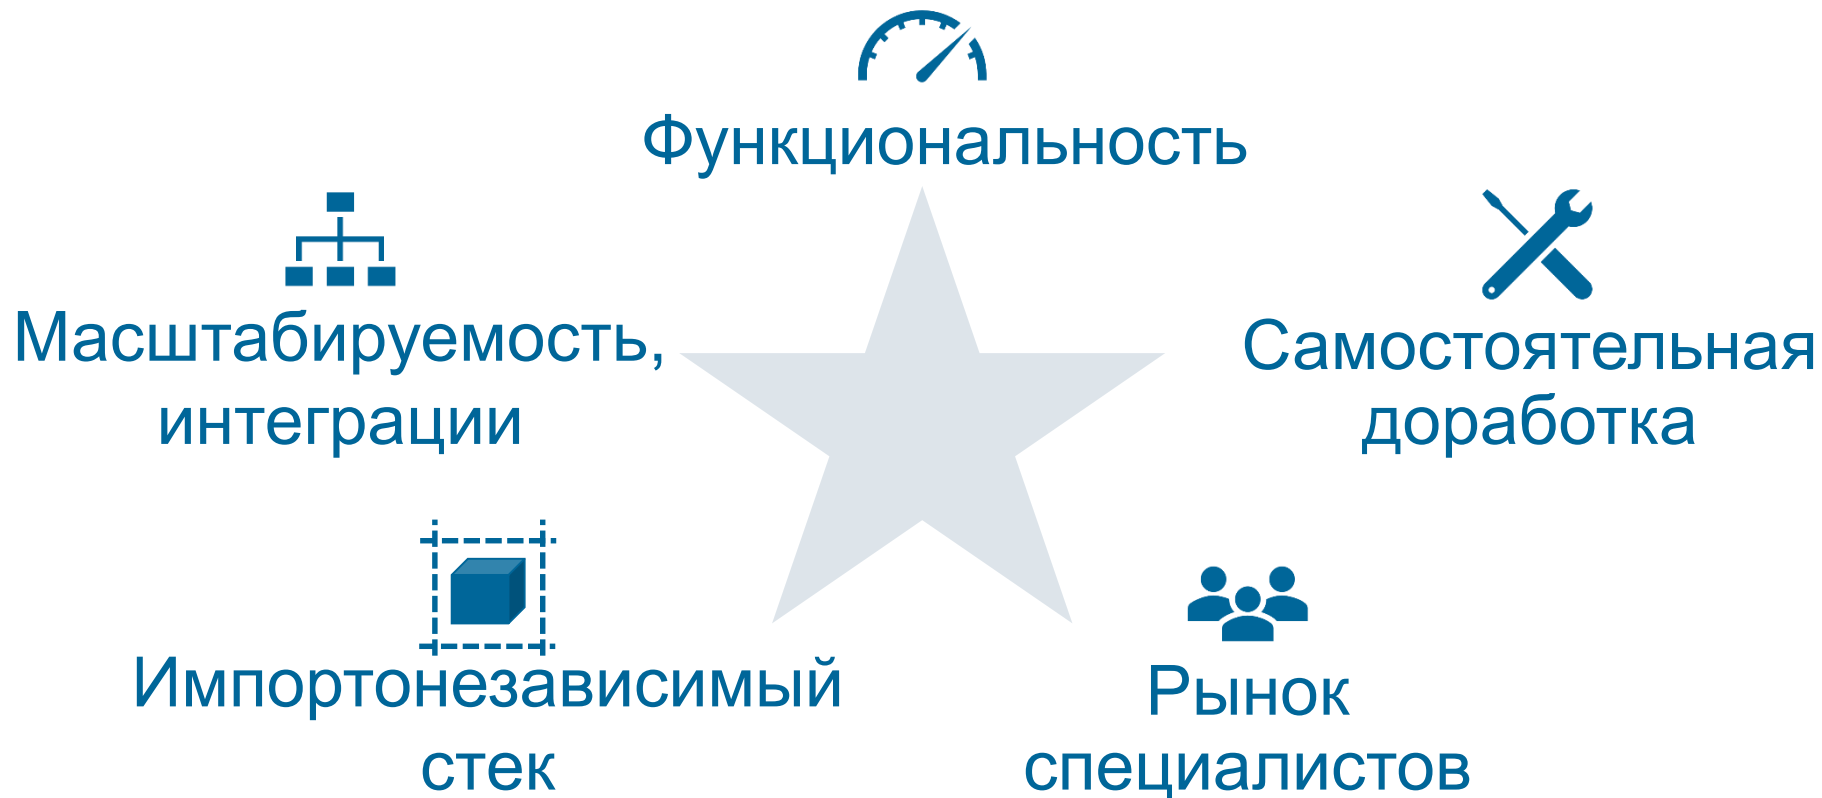 Функциональность
Масштабируемость,
интеграции
Самостоятельная
доработка
Импортонезависимый
стек
Рынок
специалистов